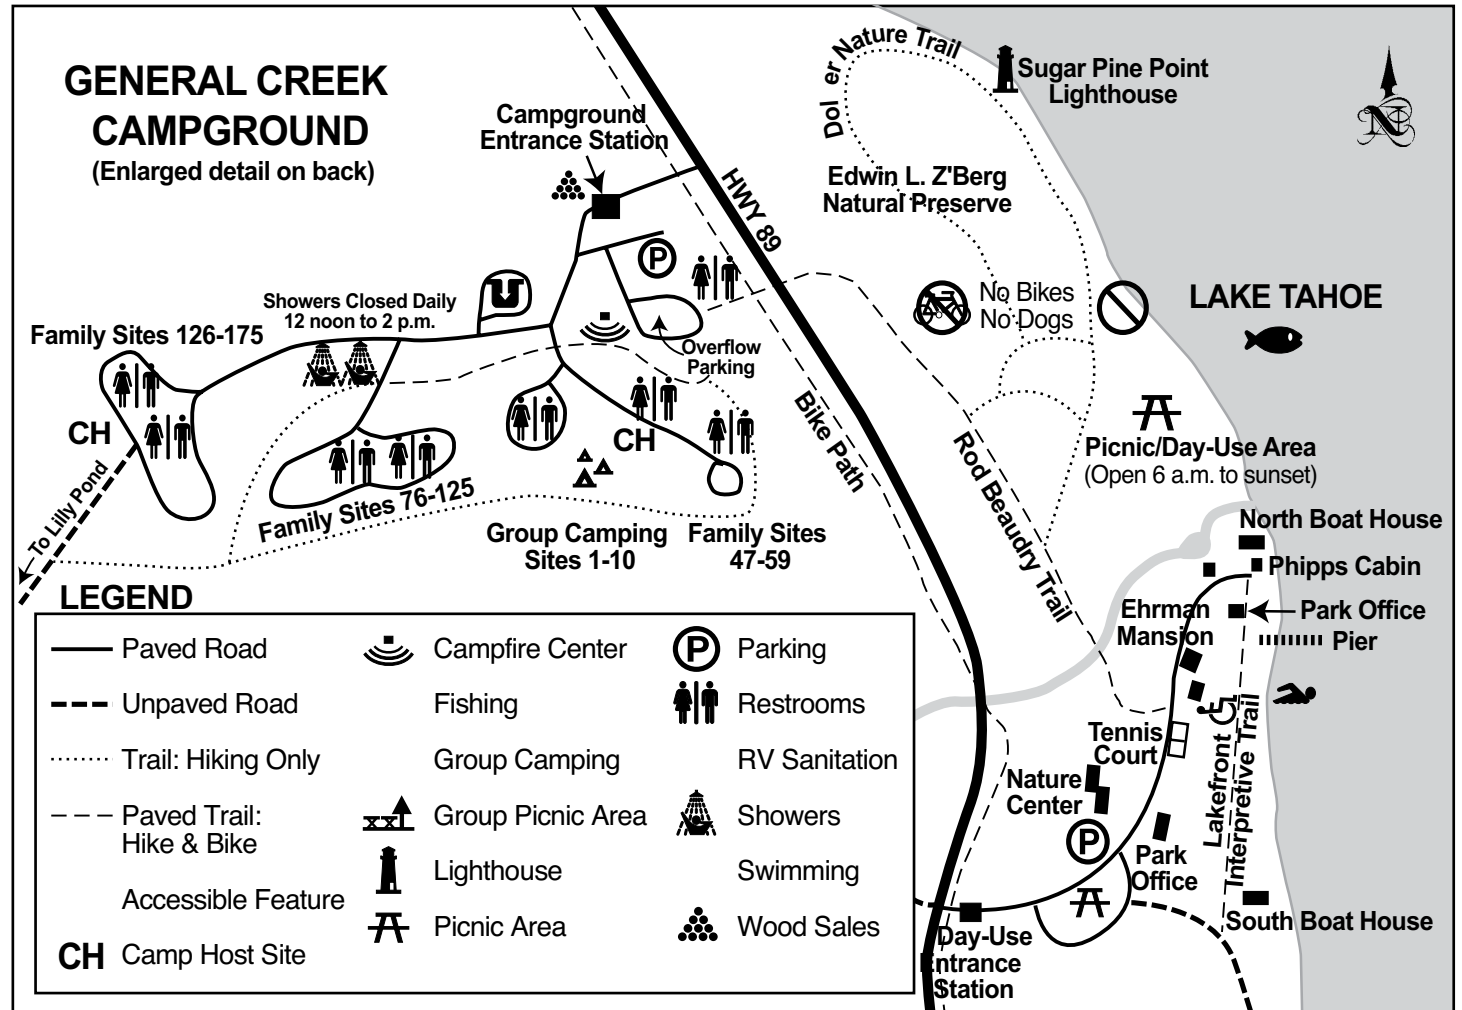 GENERAL CREEK
CAMPGROUND
(Enlarged detail on back)
Campground
Entrance Station
HWY 89
Dol er Nature Trail
Sugar Pine Point
Lighthouse
N
Edwin L. Z'Berg
Natural Preserve
P
No Bikes
No Dogs
LAKE TAHOE
Showers Closed Daily
12 noon to 2 p.m.
Family Sites 126-175
Overflow
Parking
CH
CH
Bike Path
Rod Beaudry Trail
Picnic/Day-Use Area
(Open 6 a.m. to sunset)
To Lilly Pond
Family Sites 76-125
Group Camping
Sites 1-10
Family Sites
47-59
North Boat House
Phipps Cabin
Ehrman
Mansion
Park Office
Pier
Tennis
Court
Lakefront
Interpretive Trail
Nature
Center
P
Park
Office
South Boat House
Day-Use
Entrance
Station
LEGEND
Paved Road
Unpaved Road
Trail: Hiking Only
Paved Trail:
Hike & Bike
Accessible Feature
CH Camp Host Site
Campfire Center
Fishing
Group Camping
Group Picnic Area
Lighthouse
Picnic Area
P Parking
Restrooms
RV Sanitation
Showers
Swimming
Wood Sales